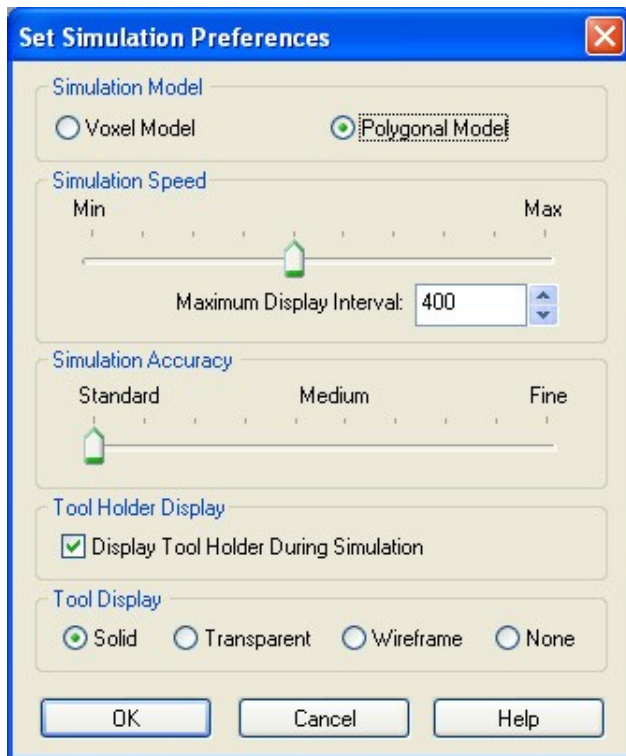 Set Simulation Preferences
Simulation Model
Voxel Model Polygonal Model
Simulation Speed
Min Max
Maximum Display Interval: 400
Simulation Accuracy
Standard Medium Fine
Tool Holder Display
Display Tool Holder During Simulation
Tool Display
Solid Transparent Wireframe None
OK Cancel Help